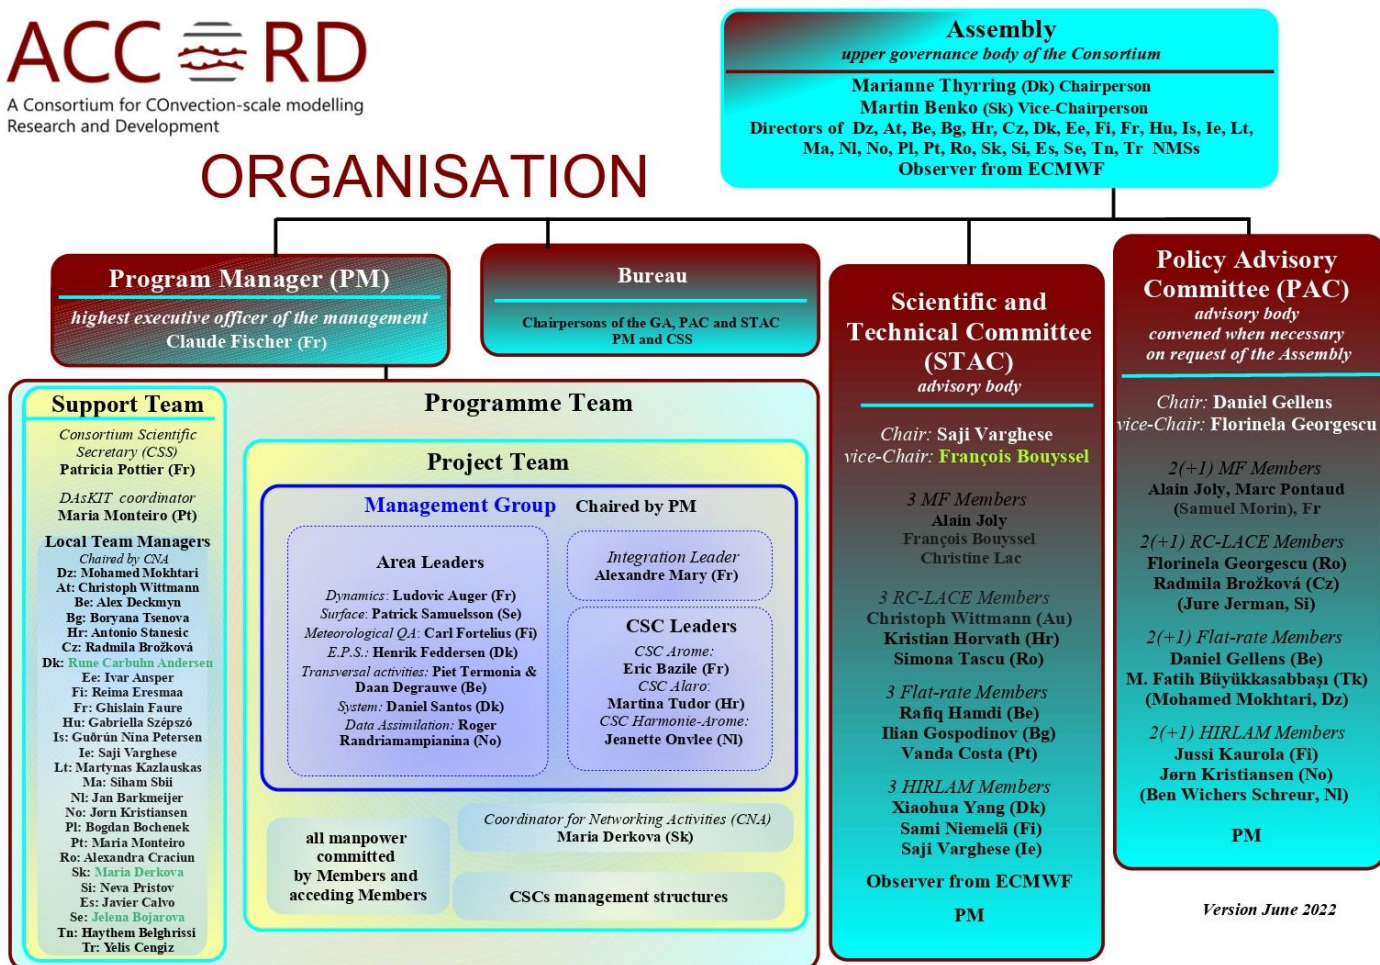 ACCORD
A Consortium for COnvection-scale modelling
Research and Development
ORGANISATION
Assembly
upper governance body of the Consortium
Marianne Thyrring (Dk) Chairperson
Martin Benko (Sk) Vice-Chairperson
Directors of Dz, At, Be, Bg, Hr, Cz, Dk, Ee, Fi, Fr, Hu, Is, Ie, Lt,
Ma, Nl, No, Pl, Pt, Ro, Sk, Si, Es, Se, Tn, Tr NMSs
Observer from ECMWF
Program Manager (PM)
highest executive officer of the management
Claude Fischer (Fr)
Bureau
Chairpersons of the GA, PAC and STAC
PM and CSS
Scientific and
Technical Committee
(STAC)
advisory body
Chair: Saji Varghese
vice-Chair: François Bouyssel
3 MF Members
Alain Joly
François Bouyssel
Christine Lac
3 RC-LACE Members
Christoph Wittmann (Au)
Kristian Horvath (Hr)
Simona Tascu (Ro)
3 Flat-rate Members
Rafiq Hamdi (Be)
Ilian Gospodinov (Bg)
Vanda Costa (Pt)
3 HIRLAM Members
Xiaohua Yang (Dk)
Sami Niemelä (Fi)
Saji Varghese (Ie)
Observer from ECMWF
PM
Policy Advisory
Committee (PAC)
advisory body
convened when necessary
on request of the Assembly
Chair: Daniel Gellens
vice-Chair: Florinela Georgescu
2(+1) MF Members
Alain Joly, Marc Pontaud
(Samuel Morin), Fr
2(+1) RC-LACE Members
Florinela Georgescu (Ro)
Radmila Brožková (Cz)
(Jure Jerman, Si)
2(+1) Flat-rate Members
Daniel Gellens (Be)
M. Fatih Büyükkasabbaşı (Tk)
(Mohamed Mokhtari, Dz)
2(+1) HIRLAM Members
Jussi Kaurola (Fi)
Jørn Kristiansen (No)
(Ben Wichers Schreur, Nl)
PM
Support Team
Consortium Scientific
Secretary (CSS)
Patricia Pottier (Fr)
DAsKIT coordinator
Maria Monteiro (Pt)
Local Team Managers
Chaired by CNA
Dz: Mohamed Mokhtari
At: Christoph Wittmann
Be: Alex Deckmyn
Bg: Boryana Tsenova
Hr: Antonio Stanesic
Cz: Radmila Brožková
Dk: Rune Carbuhn Andersen
Ee: Ivar Ansper
Fi: Reima Eresmaa
Fr: Ghislain Faure
Hu: Gabriella Szépszó
Is: Guðrún Nína Petersen
Ie: Saji Varghese
Lt: Martynas Kazlauskas
Ma: Siham Sbii
Nl: Jan Barkmeijer
No: Jørn Kristiansen
Pl: Bogdan Bochenek
Pt: Maria Monteiro
Ro: Alexandra Craciun
Sk: Maria Derkova
Si: Neva Pristov
Es: Javier Calvo
Se: Jelena Bojarova
Tn: Haythem Belghrissi
Tr: Yelis Cengiz
Programme Team
Project Team
Management Group Chaired by PM
Area Leaders
Dynamics: Ludovic Auger (Fr)
Surface: Patrick Samuelsson (Se)
Meteorological QA: Carl Fortelius (Fi)
E.P.S.: Henrik Feddersen (Dk)
Transversal activities: Piet Termonia &
Daan Degrauwe (Be)
System: Daniel Santos (Dk)
Data Assimilation: Roger
Randriamampianina (No)
Integration Leader
Alexandre Mary (Fr)
CSC Leaders
CSC Arome:
Eric Bazile (Fr)
CSC Alaro:
Martina Tudor (Hr)
CSC Harmonie-Arome:
Jeanette Onvlee (Nl)
all manpower
committed
by Members and
acceding Members
Coordinator for Networking Activities (CNA)
Maria Derkova (Sk)
CSCs management structures
Version June 2022